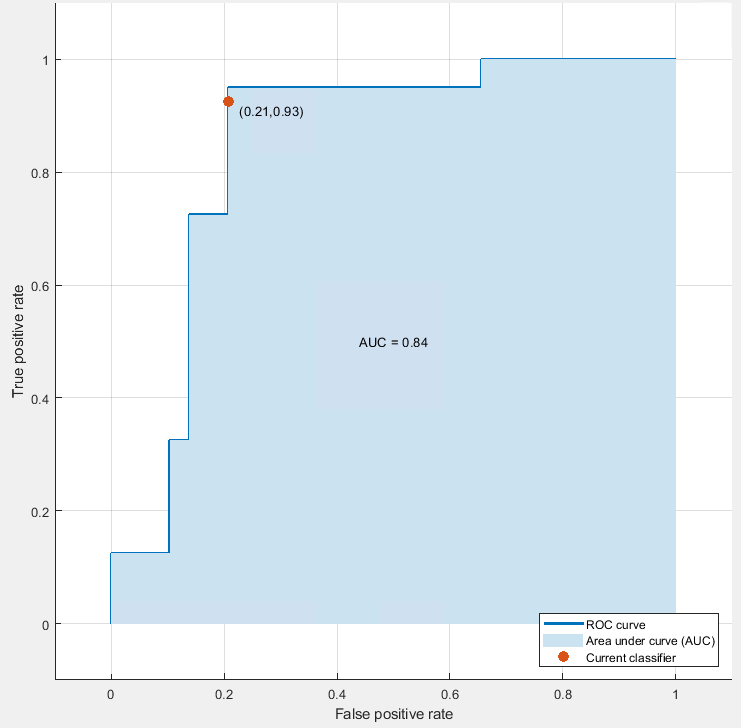 1
0.8
0.6
0.4
0.2
0
True positive rate
(0.21,0.93)
AUC = 0.84
ROC curve
Area under curve (AUC)
Current classifier
0 0.2 0.4 0.6 0.8 1
False positive rate